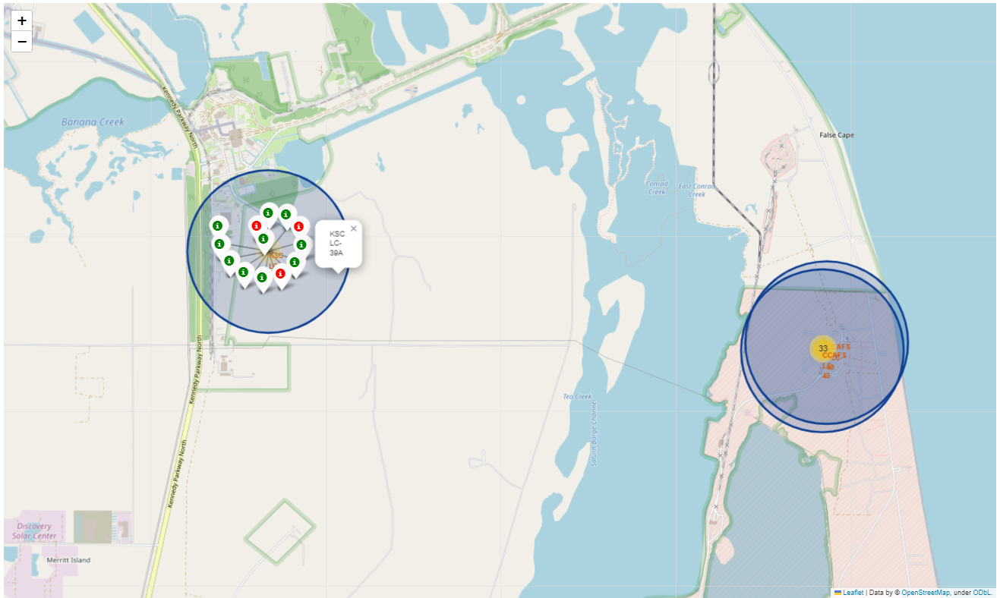 +
−
Kennedy Parkway North
Banana Creek
False Cape
Conrad
Creek
East Conrad
Creek
KSC
LC-
39A
×
KSC
33
CCAFS
LC-
40
40
Kennedy Parkway North
Tea Creek
Saturn Barge Channel
Kennedy Parkway North
Discovery
Solar Center
Merritt Island
Leaflet | Data by © OpenStreetMap, under ODbL.